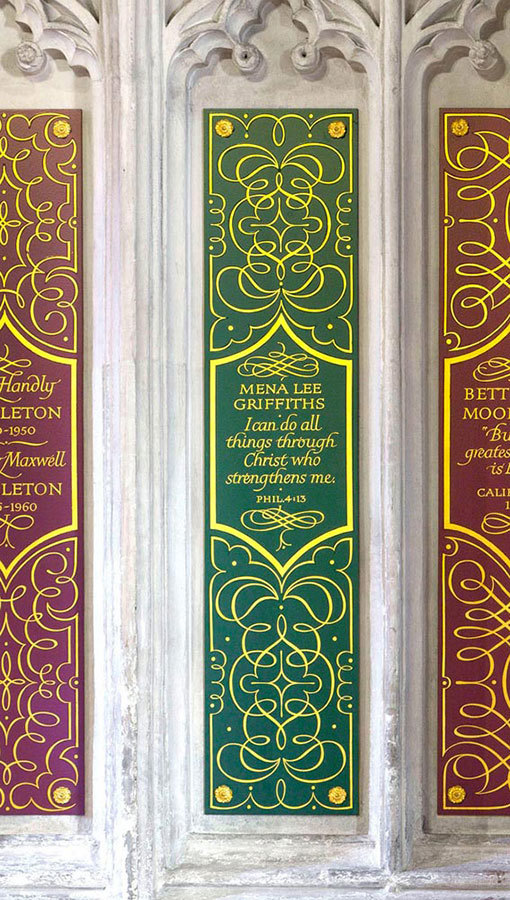 Handly
LETON
-1950
Maxwell
LETON
-1960
MENA LEE
GRIFFITHS
I can do all
things through
Christ who
strengthens me.
PHIL.4:13
BETT
MOO
"Bu
greates
is l
CALI
1